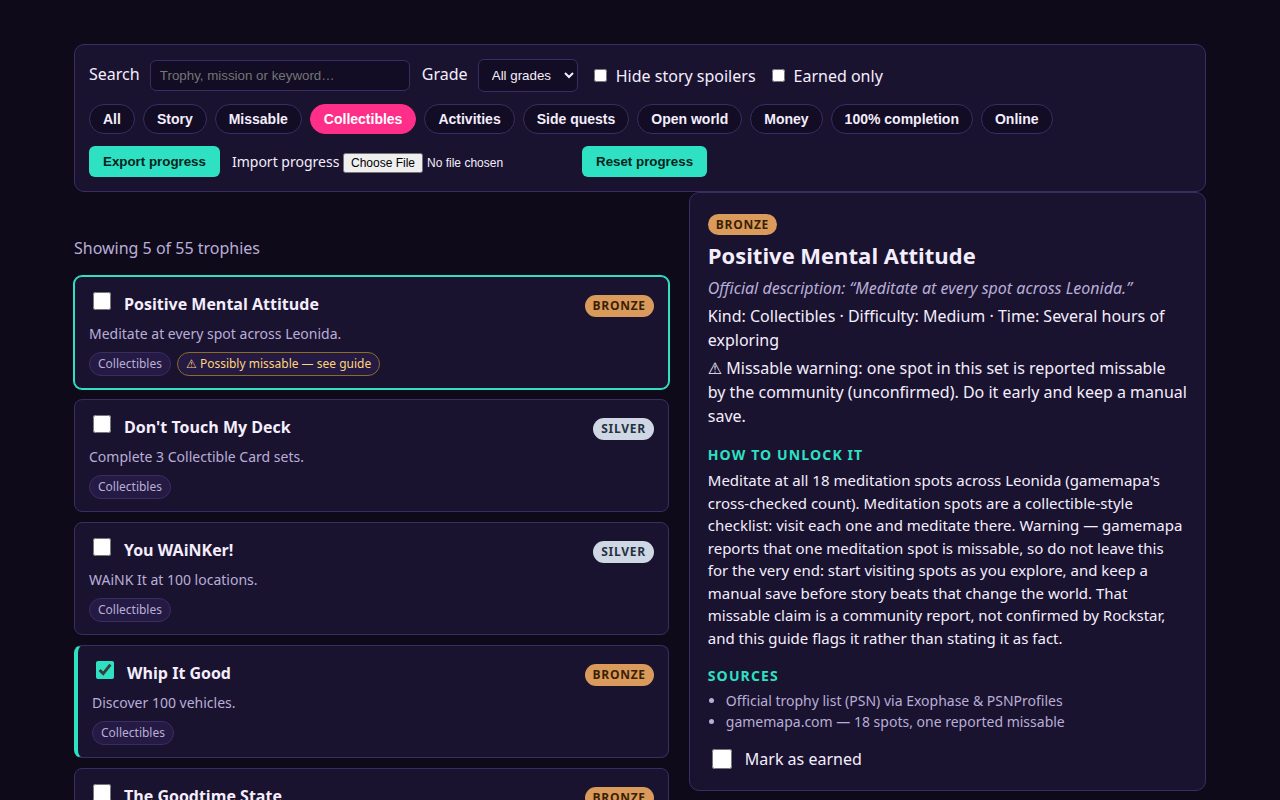 Search Trophy, mission or keyword… Grade All grades Hide story spoilers Earned only
All Story Missable Collectibles Activities Side quests Open world Money 100% completion Online
Export progress Import progress Choose File No file chosen Reset progress
Showing 5 of 55 trophies
Positive Mental Attitude BRONZE
Meditate at every spot across Leonida.
Collectibles ⚠ Possibly missable — see guide
Don't Touch My Deck SILVER
Complete 3 Collectible Card sets.
Collectibles
You WAiNKer! SILVER
WAiNK It at 100 locations.
Collectibles
Whip It Good BRONZE
Discover 100 vehicles.
Collectibles
The Goodtime State BRONZE
BRONZE
Positive Mental Attitude
Official description: “Meditate at every spot across Leonida.”
Kind: Collectibles · Difficulty: Medium · Time: Several hours of
exploring
⚠ Missable warning: one spot in this set is reported missable
by the community (unconfirmed). Do it early and keep a manual
save.
HOW TO UNLOCK IT
Meditate at all 18 meditation spots across Leonida (gamemapa's
cross-checked count). Meditation spots are a collectible-style
checklist: visit each one and meditate there. Warning — gamemapa
reports that one meditation spot is missable, so do not leave this
for the very end: start visiting spots as you explore, and keep a
manual save before story beats that change the world. That
missable claim is a community report, not confirmed by Rockstar,
and this guide flags it rather than stating it as fact.
SOURCES
• Official trophy list (PSN) via Exophase & PSNProfiles
• gamemapa.com — 18 spots, one reported missable
Mark as earned